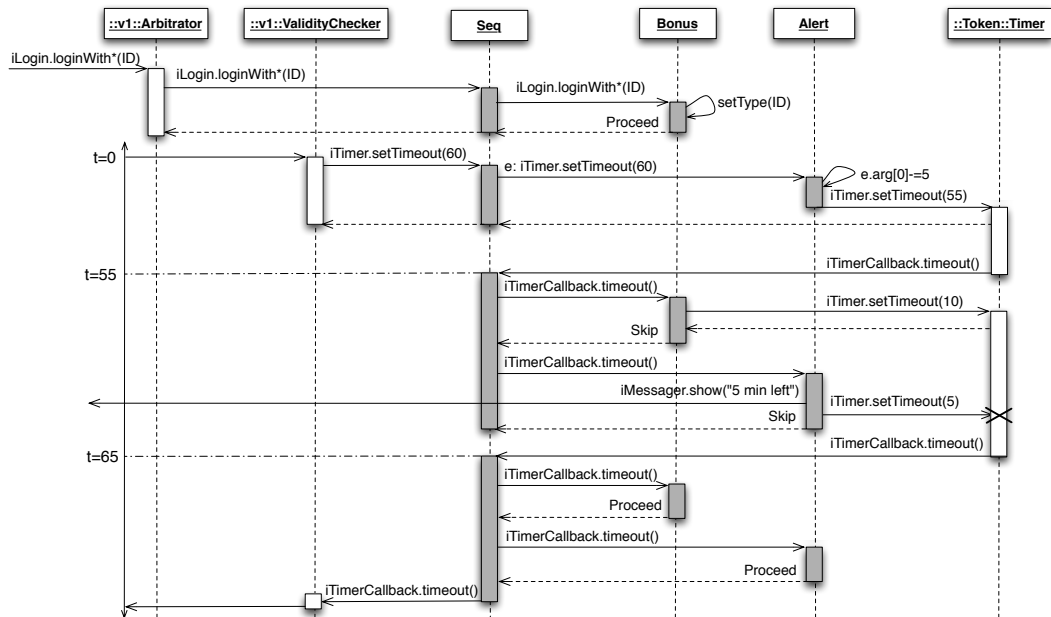 ::v1::Arbitrator
::v1::ValidityChecker
Seq
Bonus
Alert
::Token::Timer
iLogin.loginWith*(ID)
iLogin.loginWith*(ID)
iLogin.loginWith*(ID)
setType(ID)
Proceed
t=0
iTimer.setTimeout(60)
e: iTimer.setTimeout(60)
e.arg[0]-=5
iTimer.setTimeout(55)
iTimerCallback.timeout()
t=55
iTimerCallback.timeout()
iTimer.setTimeout(10)
Skip
iTimerCallback.timeout()
iMessager.show("5 min left")
iTimer.setTimeout(5)
Skip
iTimerCallback.timeout()
t=65
iTimerCallback.timeout()
Proceed
iTimerCallback.timeout()
Proceed
iTimerCallback.timeout()